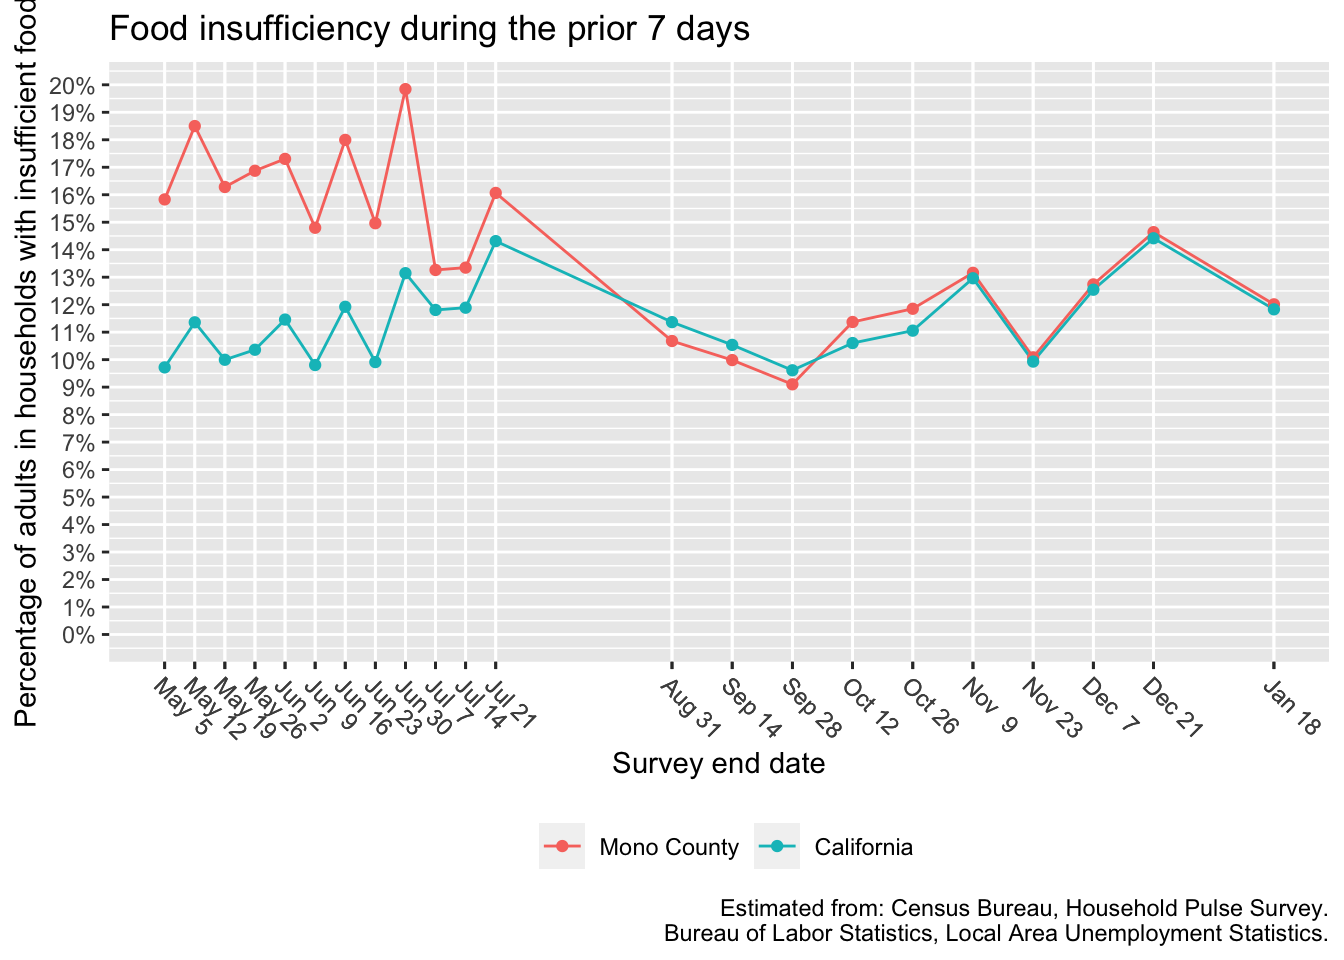 Food insufficiency during the prior 7 days
Percentage of adults in households with insufficient food
20%
19%
18%
17%
16%
15%
14%
13%
12%
11%
10%
9%
8%
7%
6%
5%
4%
3%
2%
1%
0%
May 5
May 12
May 19
May 26
Jun 2
Jun 9
Jun 16
Jun 23
Jun 30
Jul 7
Jul 14
Jul 21
Aug 31
Sep 14
Sep 28
Oct 12
Oct 26
Nov 9
Nov 23
Dec 7
Dec 21
Jan 18
Survey end date
Mono County
California
Estimated from: Census Bureau, Household Pulse Survey.
Bureau of Labor Statistics, Local Area Unemployment Statistics.